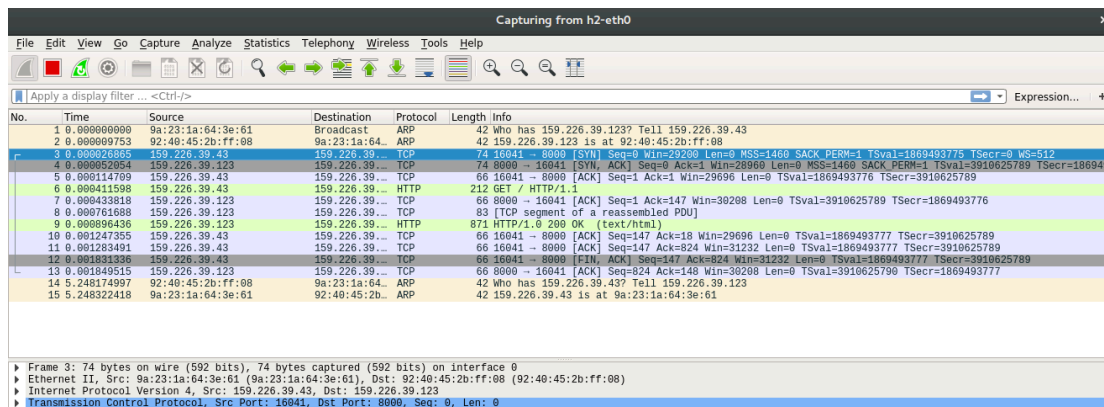 Capturing from h2-eth0
File Edit View Go Capture Analyze Statistics Telephony Wireless Tools Help
Apply a display filter ... <Ctrl-/> Expression...
No. Time Source Destination Protocol Length Info
1 0.000000000 9a:23:1a:64:3e:61 Broadcast ARP 42 Who has 159.226.39.123? Tell 159.226.39.43
2 0.000009753 92:40:45:2b:ff:08 9a:23:1a:64… ARP 42 159.226.39.123 is at 92:40:45:2b:ff:08
3 0.000026865 159.226.39.43 159.226.39.… TCP 74 16041 → 8000 [SYN] Seq=0 Win=29200 Len=0 MSS=1460 SACK_PERM=1 TSval=1869493775 TSecr=0 WS=512
4 0.000052054 159.226.39.123 159.226.39.… TCP 74 8000 → 16041 [SYN, ACK] Seq=0 Ack=1 Win=28960 Len=0 MSS=1460 SACK_PERM=1 TSval=3910625789 TSecr=18694
5 0.000114709 159.226.39.43 159.226.39.… TCP 66 16041 → 8000 [ACK] Seq=1 Ack=1 Win=29696 Len=0 TSval=1869493776 TSecr=3910625789
6 0.000411598 159.226.39.43 159.226.39.… HTTP 212 GET / HTTP/1.1
7 0.000433818 159.226.39.123 159.226.39.… TCP 66 8000 → 16041 [ACK] Seq=1 Ack=147 Win=30208 Len=0 TSval=3910625789 TSecr=1869493776
8 0.000761688 159.226.39.123 159.226.39.… TCP 83 [TCP segment of a reassembled PDU]
9 0.000896436 159.226.39.123 159.226.39.… HTTP 871 HTTP/1.0 200 OK (text/html)
10 0.001247355 159.226.39.43 159.226.39.… TCP 66 16041 → 8000 [ACK] Seq=147 Ack=18 Win=29696 Len=0 TSval=1869493777 TSecr=3910625789
11 0.001283491 159.226.39.43 159.226.39.… TCP 66 16041 → 8000 [ACK] Seq=147 Ack=824 Win=31232 Len=0 TSval=1869493777 TSecr=3910625789
12 0.001831336 159.226.39.43 159.226.39.… TCP 66 16041 → 8000 [FIN, ACK] Seq=147 Ack=824 Win=31232 Len=0 TSval=1869493777 TSecr=3910625789
13 0.001849515 159.226.39.123 159.226.39.… TCP 66 8000 → 16041 [ACK] Seq=824 Ack=148 Win=30208 Len=0 TSval=3910625790 TSecr=1869493777
14 5.248174997 92:40:45:2b:ff:08 9a:23:1a:64… ARP 42 Who has 159.226.39.43? Tell 159.226.39.123
15 5.248322418 9a:23:1a:64:3e:61 92:40:45:2b… ARP 42 159.226.39.43 is at 9a:23:1a:64:3e:61
Frame 3: 74 bytes on wire (592 bits), 74 bytes captured (592 bits) on interface 0
Ethernet II, Src: 9a:23:1a:64:3e:61 (9a:23:1a:64:3e:61), Dst: 92:40:45:2b:ff:08 (92:40:45:2b:ff:08)
Internet Protocol Version 4, Src: 159.226.39.43, Dst: 159.226.39.123
Transmission Control Protocol, Src Port: 16041, Dst Port: 8000, Seq: 0, Len: 0